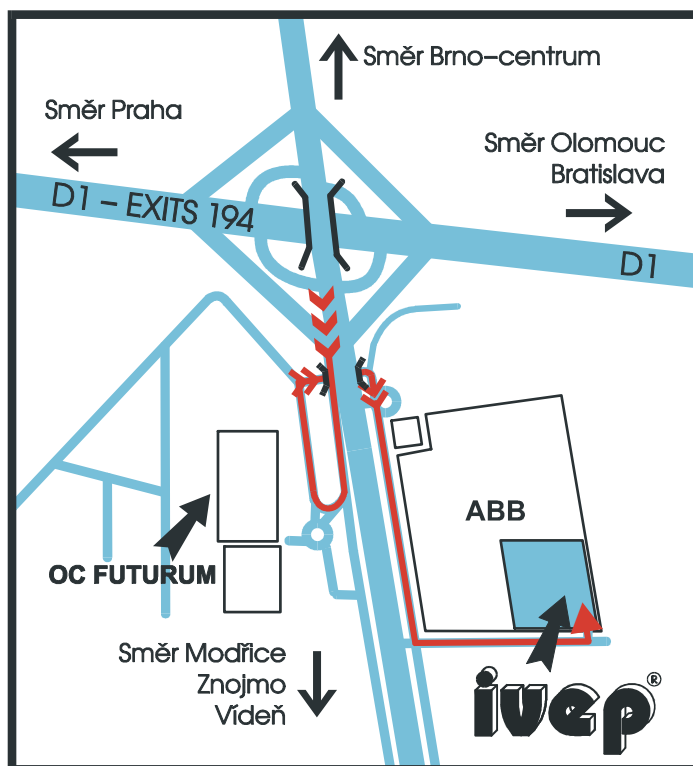 Směr Brno-centrum
Směr Praha
Směr Olomouc
Bratislava
D1 – EXITS 194
D1
ABB
OC FUTURUM
Směr Modřice
Znojmo
Vídeň
ivep®